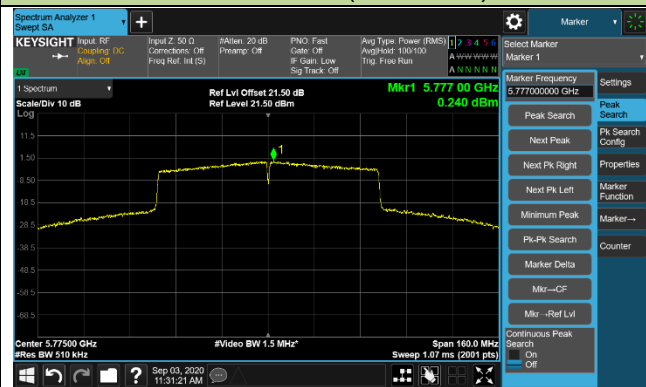 Spectrum Analyzer 1
Swept SA
Marker
KEYSIGHT
Input: RF
Coupling: DC
Align: Off
Input Z: 50 Ω
Corrections: Off
Freq Ref: Int (S)
#Atten: 20 dB
Preamp: Off
PNO: Fast
Gate: Off
IF Gain: Low
Sig Track: Off
Avg Type: Power (RMS)
Avg|Hold: 100/100
Trig: Free Run
1 2 3 4 5 6
A W W W W W
A N N N N N
LXI
Select Marker
Marker 1
1 Spectrum
Scale/Div 10 dB
Log
Ref Lvl Offset 21.50 dB
Ref Level 21.50 dBm
Mkr1 5.777 00 GHz
0.240 dBm
11.5
1.50
-8.50
-18.5
-28.5
-38.5
-48.5
-58.5
-68.5
1
Center 5.77500 GHz
#Res BW 510 kHz
#Video BW 1.5 MHz*
Span 160.0 MHz
Sweep 1.07 ms (2001 pts)
Marker Frequency
5.777000000 GHz
Peak Search
Next Peak
Next Pk Right
Next Pk Left
Minimum Peak
Pk-Pk Search
Marker Delta
Mkr→CF
Mkr→Ref Lvl
Continuous Peak
Search
On
Off
Settings
Peak
Search
Pk Search
Config
Properties
Marker
Function
Marker→
Counter
Sep 03, 2020
11:31:21 AM